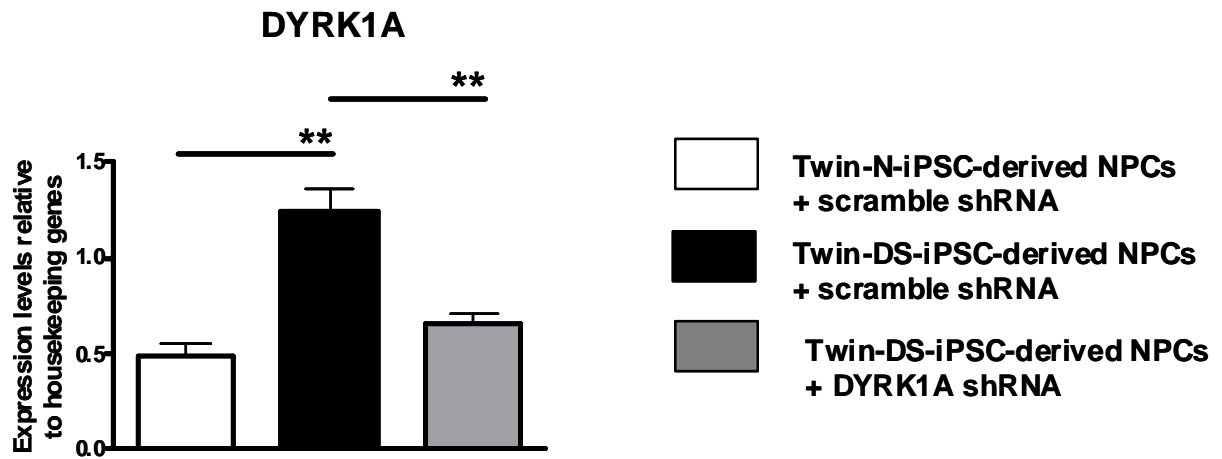 DYRK1A
**
**
Expression levels relative
to housekeeping genes
1.5
1.0
0.5
0.0
Twin-N-iPSC-derived NPCs
+ scramble shRNA
Twin-DS-iPSC-derived NPCs
+ scramble shRNA
Twin-DS-iPSC-derived NPCs
+ DYRK1A shRNA